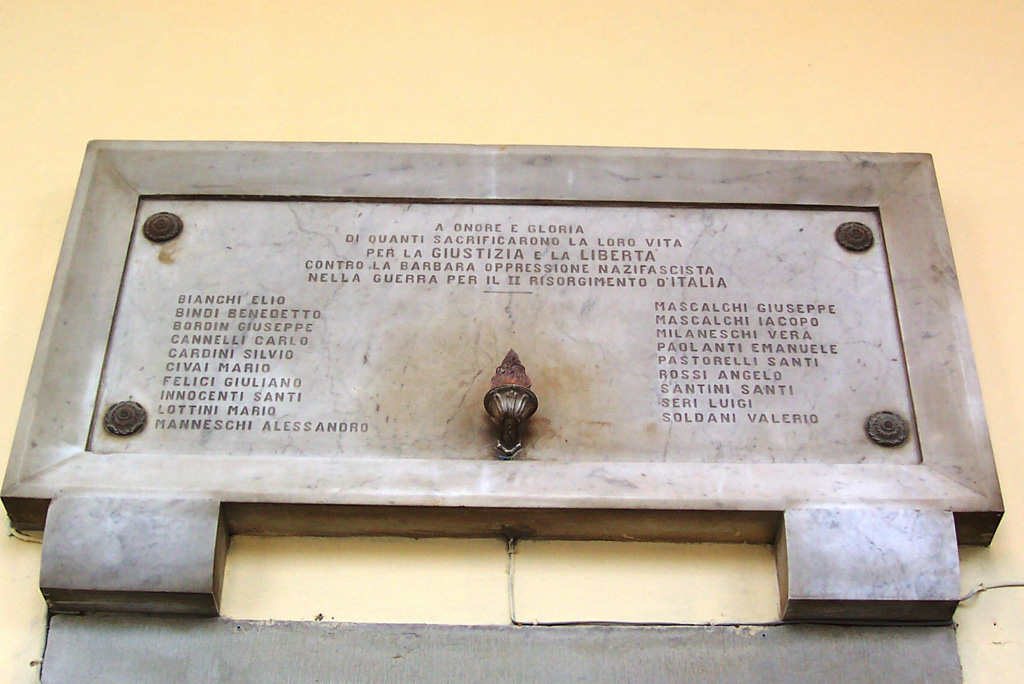 A ONORE E GLORIA
DI QUANTI SACRIFICARONO LA LORO VITA
PER LA GIUSTIZIA E LA LIBERTA'
CONTRO LA BARBARA OPPRESSIONE NAZIFASCISTA
NELLA GUERRA PER IL II RISORGIMENTO D'ITALIA
BIANCHI ELIO
BINDI BENEDETTO
BORDIN GIUSEPPE
CANNELLI CARLO
CARDINI SILVIO
CIVAI MARIO
FELICI GIULIANO
INNOCENTI SANTI
LOTTINI MARIO
MANNESCHI ALESSANDRO
MASCALCHI GIUSEPPE
MASCALCHI IACOPO
MILANESCHI VERA
PAOLANTI EMANUELE
PASTORELLI SANTI
ROSSI ANGELO
SANTINI SANTI
SERI LUIGI
SOLDANI VALERIO